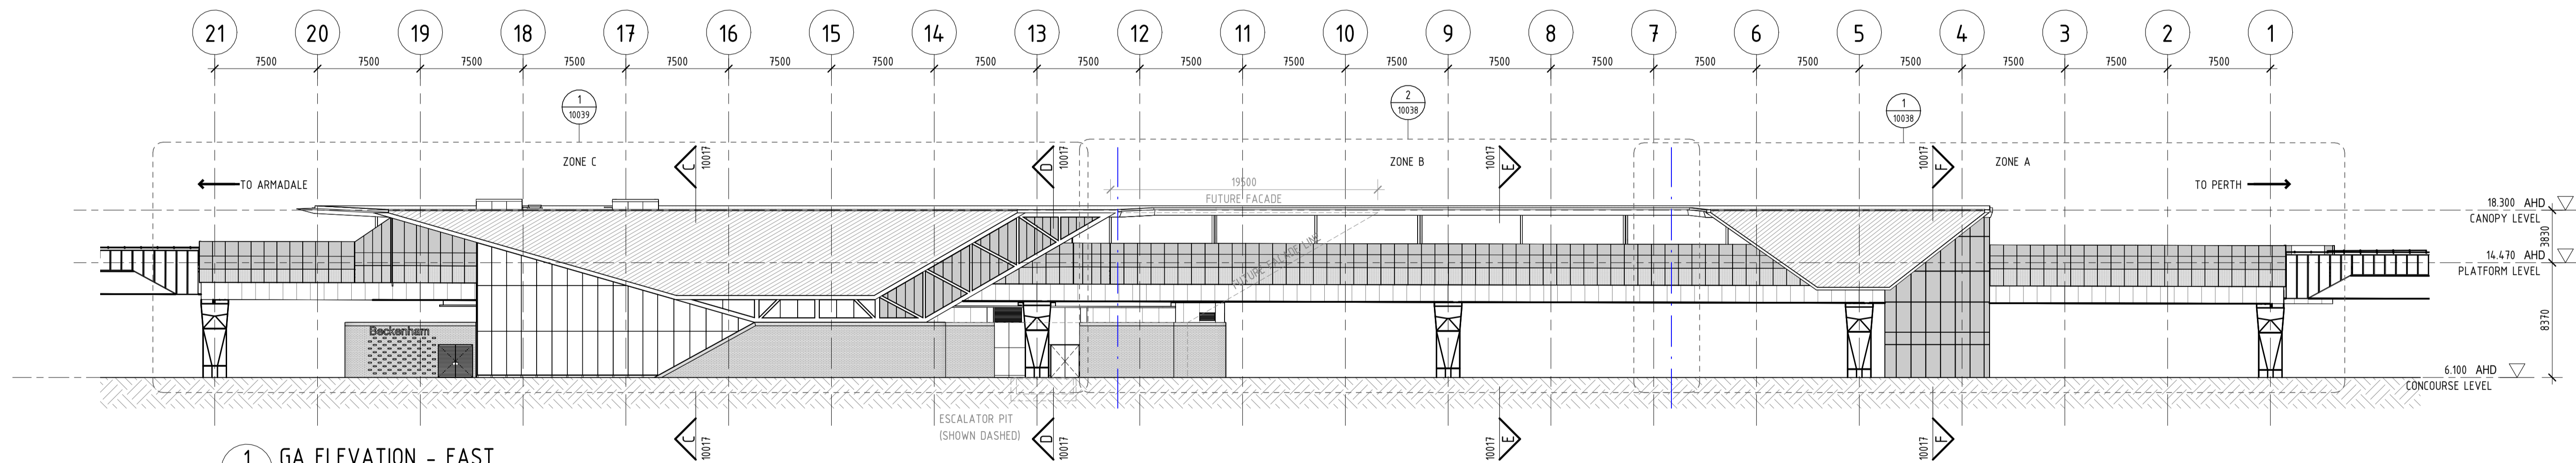 21 20 19 18 17 16 15 14 13 12 11 10 9 8 7 6 5 4 3 2 1
7500 7500 7500 7500 7500 7500 7500 7500 7500 7500 7500 7500 7500 7500 7500 7500 7500 7500 7500 7500
1
10039
2
10038
1
10038
ZONE C
ZONE B
ZONE A
C 10017
D 10017
10017 E
10017 F
TO ARMADALE
TO PERTH
19500
FUTURE FACADE
FUTURE FACADE LINE
18.300 AHD
CANOPY LEVEL
3830
14.470 AHD
PLATFORM LEVEL
8370
6.100 AHD
CONCOURSE LEVEL
Beckenham
ESCALATOR PIT
(SHOWN DASHED)
C 10017
D 10017
10017 E
10017 F
1 GA ELEVATION - EAST